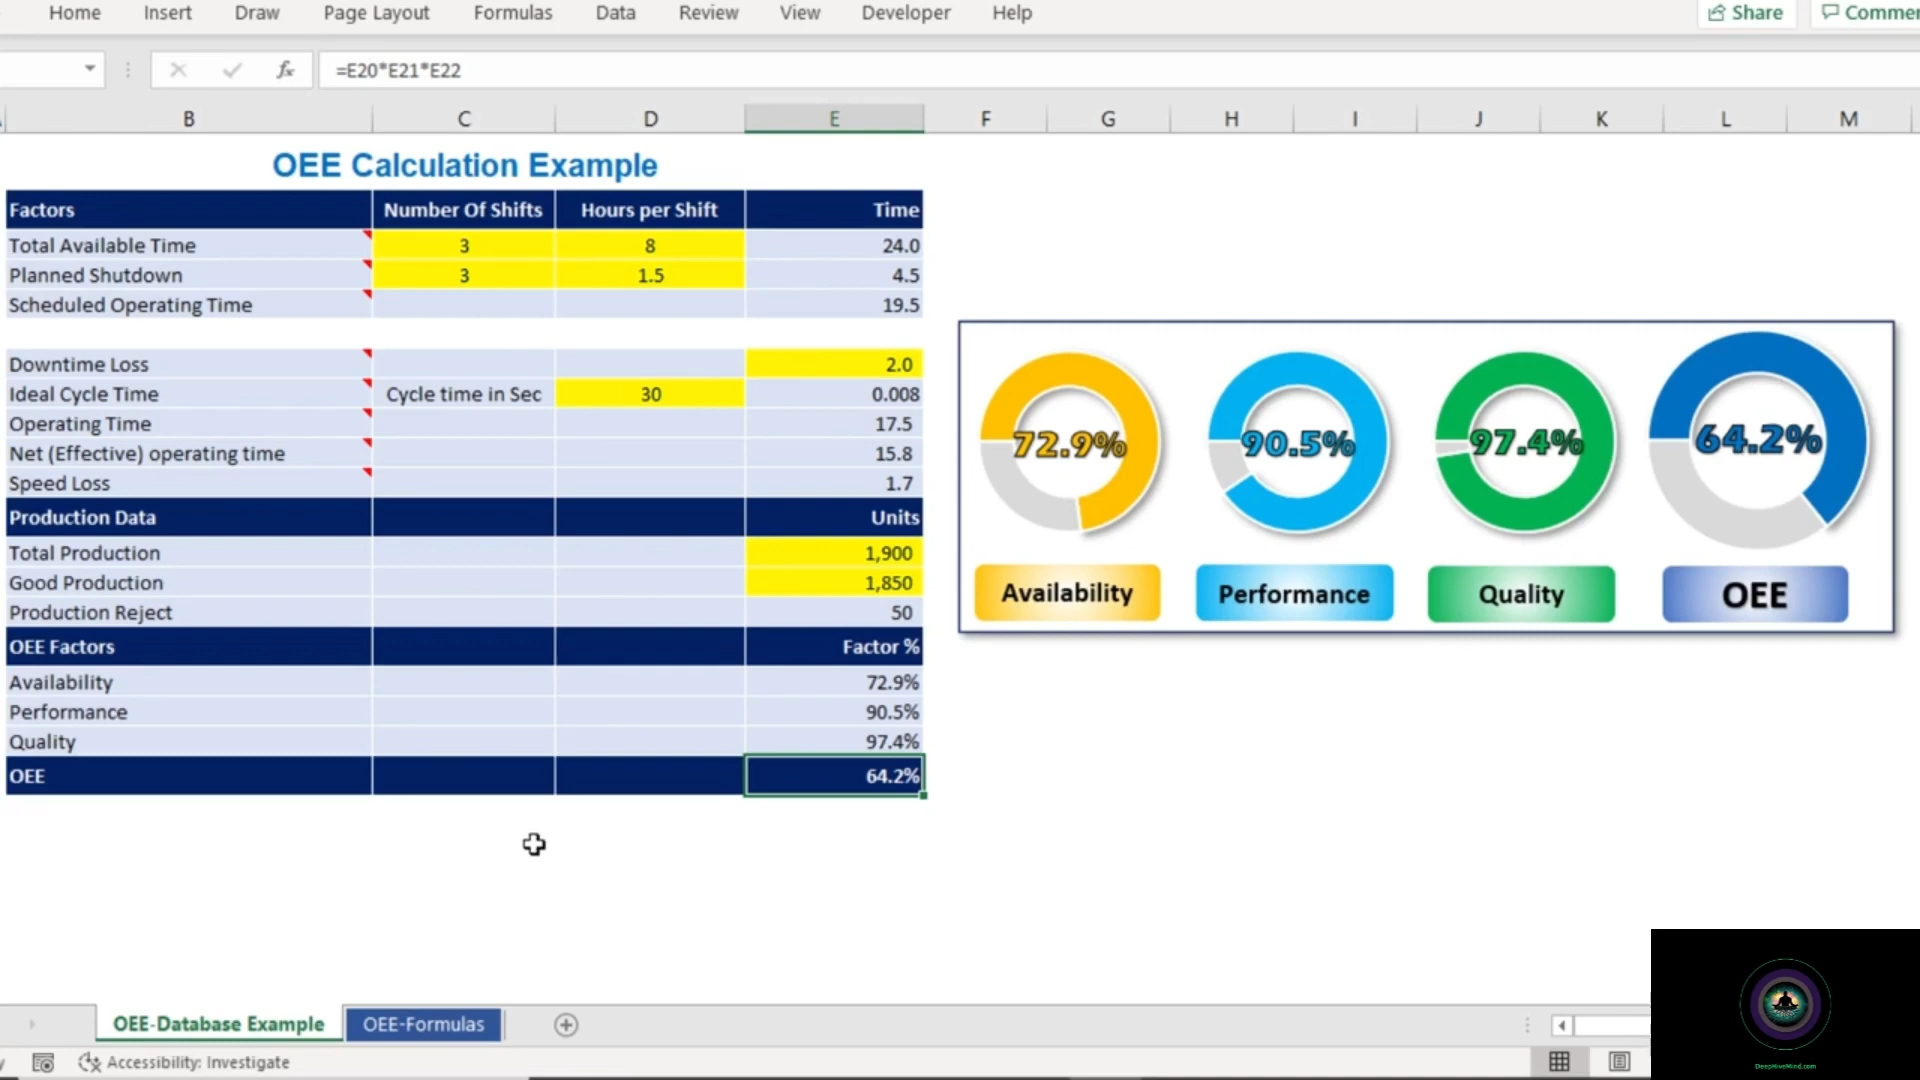 Home Insert Draw Page Layout Formulas Data Review View Developer Help Share
fx =E20*E21*E22
B C D E F G H I J K L M
OEE Calculation Example
Factors Number Of Shifts Hours per Shift Time
Total Available Time 3 8 24.0
Planned Shutdown 3 1.5 4.5
Scheduled Operating Time 19.5
Downtime Loss 2.0
Ideal Cycle Time Cycle time in Sec 30 0.008
Operating Time 17.5
Net (Effective) operating time 15.8
Speed Loss 1.7
Production Data Units
Total Production 1,900
Good Production 1,850
Production Reject 50
OEE Factors Factor %
Availability 72.9%
Performance 90.5%
Quality 97.4%
OEE 64.2%
72.9% 90.5% 97.4% 64.2%
Availability Performance Quality OEE
OEE-Database Example OEE-Formulas
Accessibility: Investigate
DeepHiveMind.com